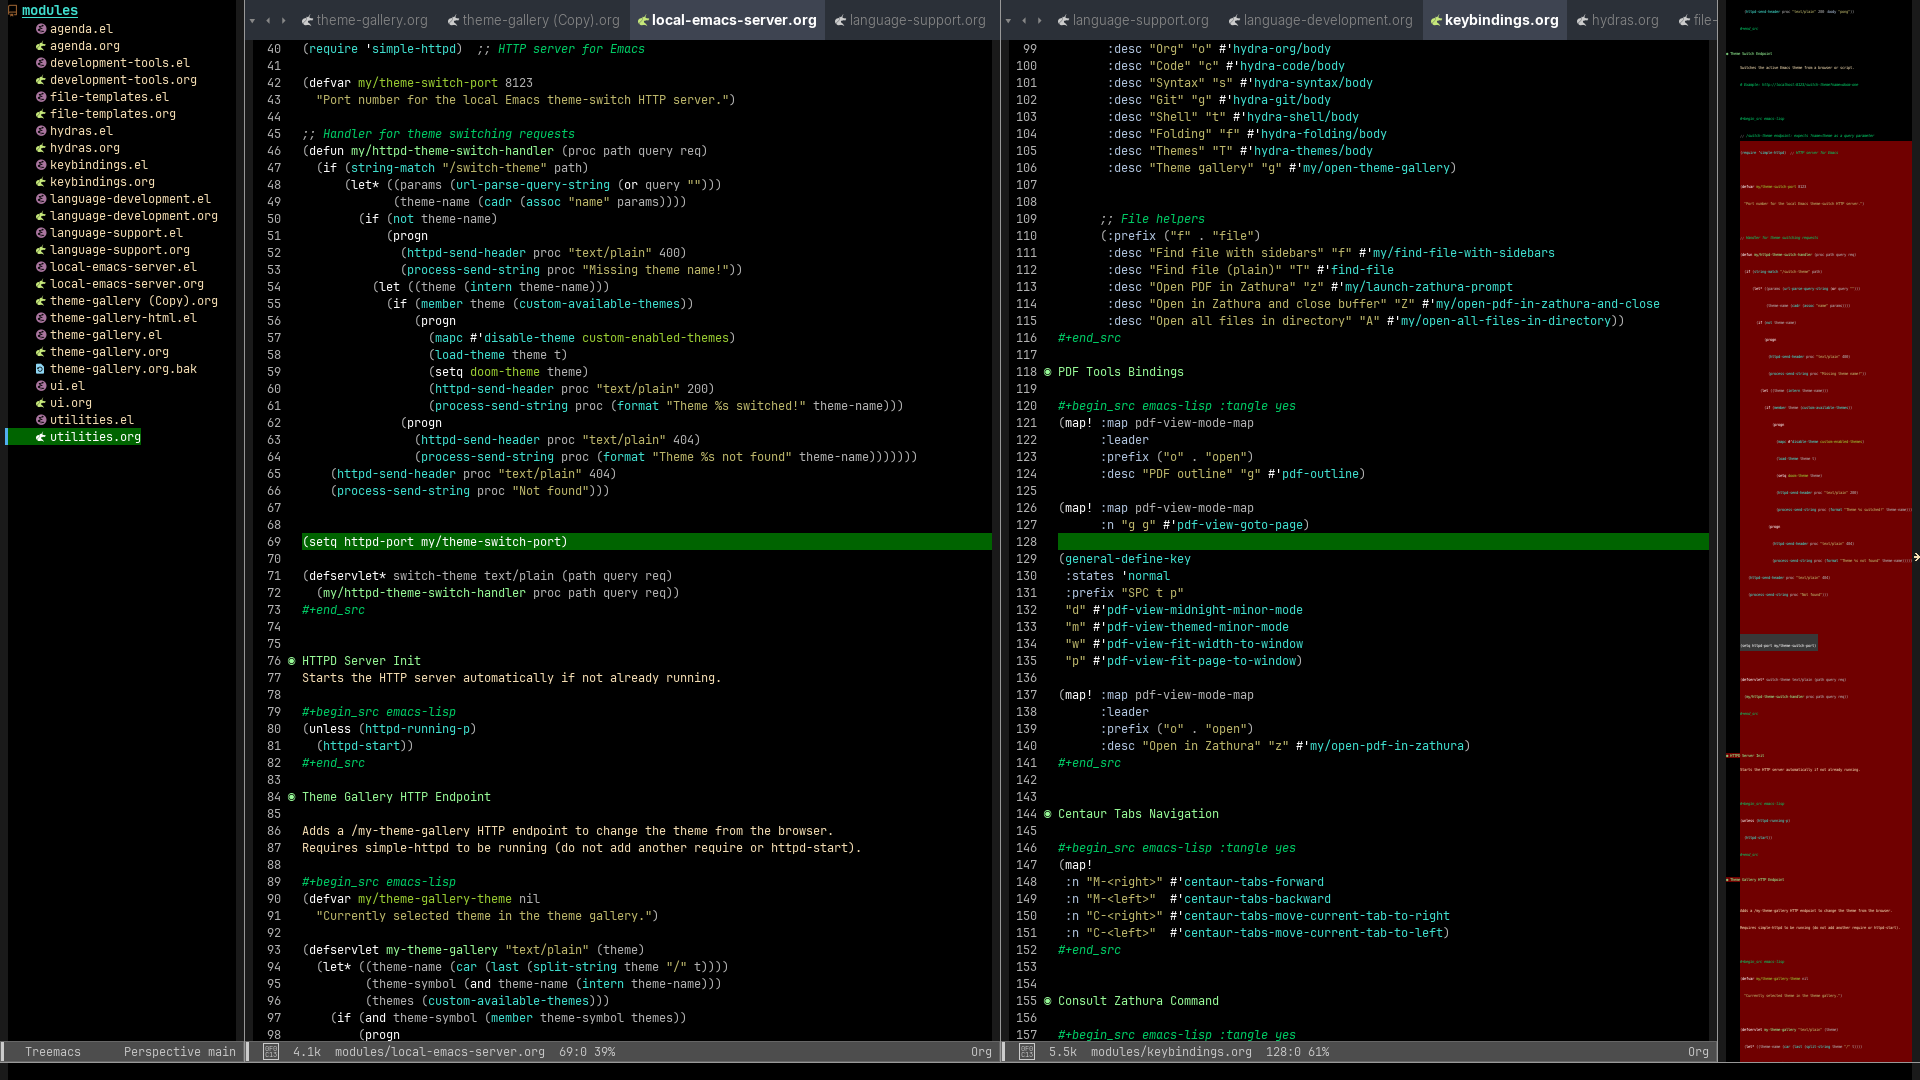 modules
agenda.el
agenda.org
development-tools.el
development-tools.org
file-templates.el
file-templates.org
hydras.el
hydras.org
keybindings.el
keybindings.org
language-development.el
language-development.org
language-support.el
language-support.org
local-emacs-server.el
local-emacs-server.org
theme-gallery (Copy).org
theme-gallery-html.el
theme-gallery.el
theme-gallery.org
theme-gallery.org.bak
ui.el
ui.org
utilities.el
utilities.org
Treemacs Perspective main
theme-gallery.org theme-gallery (Copy).org local-emacs-server.org language-support.org
40 (require 'simple-httpd)  ;; HTTP server for Emacs
41
42 (defvar my/theme-switch-port 8123
43   "Port number for the local Emacs theme-switch HTTP server.")
44
45 ;; Handler for theme switching requests
46 (defun my/httpd-theme-switch-handler (proc path query req)
47   (if (string-match "/switch-theme" path)
48       (let* ((params (url-parse-query-string (or query "")))
49              (theme-name (cadr (assoc "name" params))))
50         (if (not theme-name)
51             (progn
52               (httpd-send-header proc "text/plain" 400)
53               (process-send-string proc "Missing theme name!"))
54           (let ((theme (intern theme-name)))
55             (if (member theme (custom-available-themes))
56                 (progn
57                   (mapc #'disable-theme custom-enabled-themes)
58                   (load-theme theme t)
59                   (setq doom-theme theme)
60                   (httpd-send-header proc "text/plain" 200)
61                   (process-send-string proc (format "Theme %s switched!" theme-name)))
62               (progn
63                 (httpd-send-header proc "text/plain" 404)
64                 (process-send-string proc (format "Theme %s not found" theme-name)))))))
65     (httpd-send-header proc "text/plain" 404)
66     (process-send-string proc "Not found")))
67
68
69 (setq httpd-port my/theme-switch-port)
70
71 (defservlet* switch-theme text/plain (path query req)
72   (my/httpd-theme-switch-handler proc path query req))
73 #+end_src
74
75
76 ◉ HTTPD Server Init
77 Starts the HTTP server automatically if not already running.
78
79 #+begin_src emacs-lisp
80 (unless (httpd-running-p)
81   (httpd-start))
82 #+end_src
83
84 ◉ Theme Gallery HTTP Endpoint
85
86 Adds a /my-theme-gallery HTTP endpoint to change the theme from the browser.
87 Requires simple-httpd to be running (do not add another require or httpd-start).
88
89 #+begin_src emacs-lisp
90 (defvar my/theme-gallery-theme nil
91   "Currently selected theme in the theme gallery.")
92
93 (defservlet my-theme-gallery "text/plain" (theme)
94   (let* ((theme-name (car (last (split-string theme "/" t))))
95          (theme-symbol (and theme-name (intern theme-name)))
96          (themes (custom-available-themes)))
97     (if (and theme-symbol (member theme-symbol themes))
98         (progn
4.1k modules/local-emacs-server.org 69:0 39% Org
language-support.org language-development.org keybindings.org hydras.org file-
99 :desc "Org" "o" #'hydra-org/body
100 :desc "Code" "c" #'hydra-code/body
101 :desc "Syntax" "s" #'hydra-syntax/body
102 :desc "Git" "g" #'hydra-git/body
103 :desc "Shell" "t" #'hydra-shell/body
104 :desc "Folding" "f" #'hydra-folding/body
105 :desc "Themes" "T" #'hydra-themes/body
106 :desc "Theme gallery" "g" #'my/open-theme-gallery)
107
108
109 ;; File helpers
110 (:prefix ("f" . "file")
111 :desc "Find file with sidebars" "f" #'my/find-file-with-sidebars
112 :desc "Find file (plain)" "T" #'find-file
113 :desc "Open PDF in Zathura" "z" #'my/launch-zathura-prompt
114 :desc "Open in Zathura and close buffer" "Z" #'my/open-pdf-in-zathura-and-close
115 :desc "Open all files in directory" "A" #'my/open-all-files-in-directory))
116 #+end_src
117
118 ◉ PDF Tools Bindings
119
120 #+begin_src emacs-lisp :tangle yes
121 (map! :map pdf-view-mode-map
122       :leader
123       :prefix ("o" . "open")
124       :desc "PDF outline" "g" #'pdf-outline)
125
126 (map! :map pdf-view-mode-map
127       :n "g g" #'pdf-view-goto-page)
128
129 (general-define-key
130  :states 'normal
131  :prefix "SPC t p"
132  "d" #'pdf-view-midnight-minor-mode
133  "m" #'pdf-view-themed-minor-mode
134  "w" #'pdf-view-fit-width-to-window
135  "p" #'pdf-view-fit-page-to-window)
136
137 (map! :map pdf-view-mode-map
138       :leader
139       :prefix ("o" . "open")
140       :desc "Open in Zathura" "z" #'my/open-pdf-in-zathura)
141 #+end_src
142
143
144 ◉ Centaur Tabs Navigation
145
146 #+begin_src emacs-lisp :tangle yes
147 (map!
148  :n "M-<right>" #'centaur-tabs-forward
149  :n "M-<left>"  #'centaur-tabs-backward
150  :n "C-<right>" #'centaur-tabs-move-current-tab-to-right
151  :n "C-<left>"  #'centaur-tabs-move-current-tab-to-left)
152 #+end_src
153
154
155 ◉ Consult Zathura Command
156
157 #+begin_src emacs-lisp :tangle yes
5.5k modules/keybindings.org 128:0 61% Org